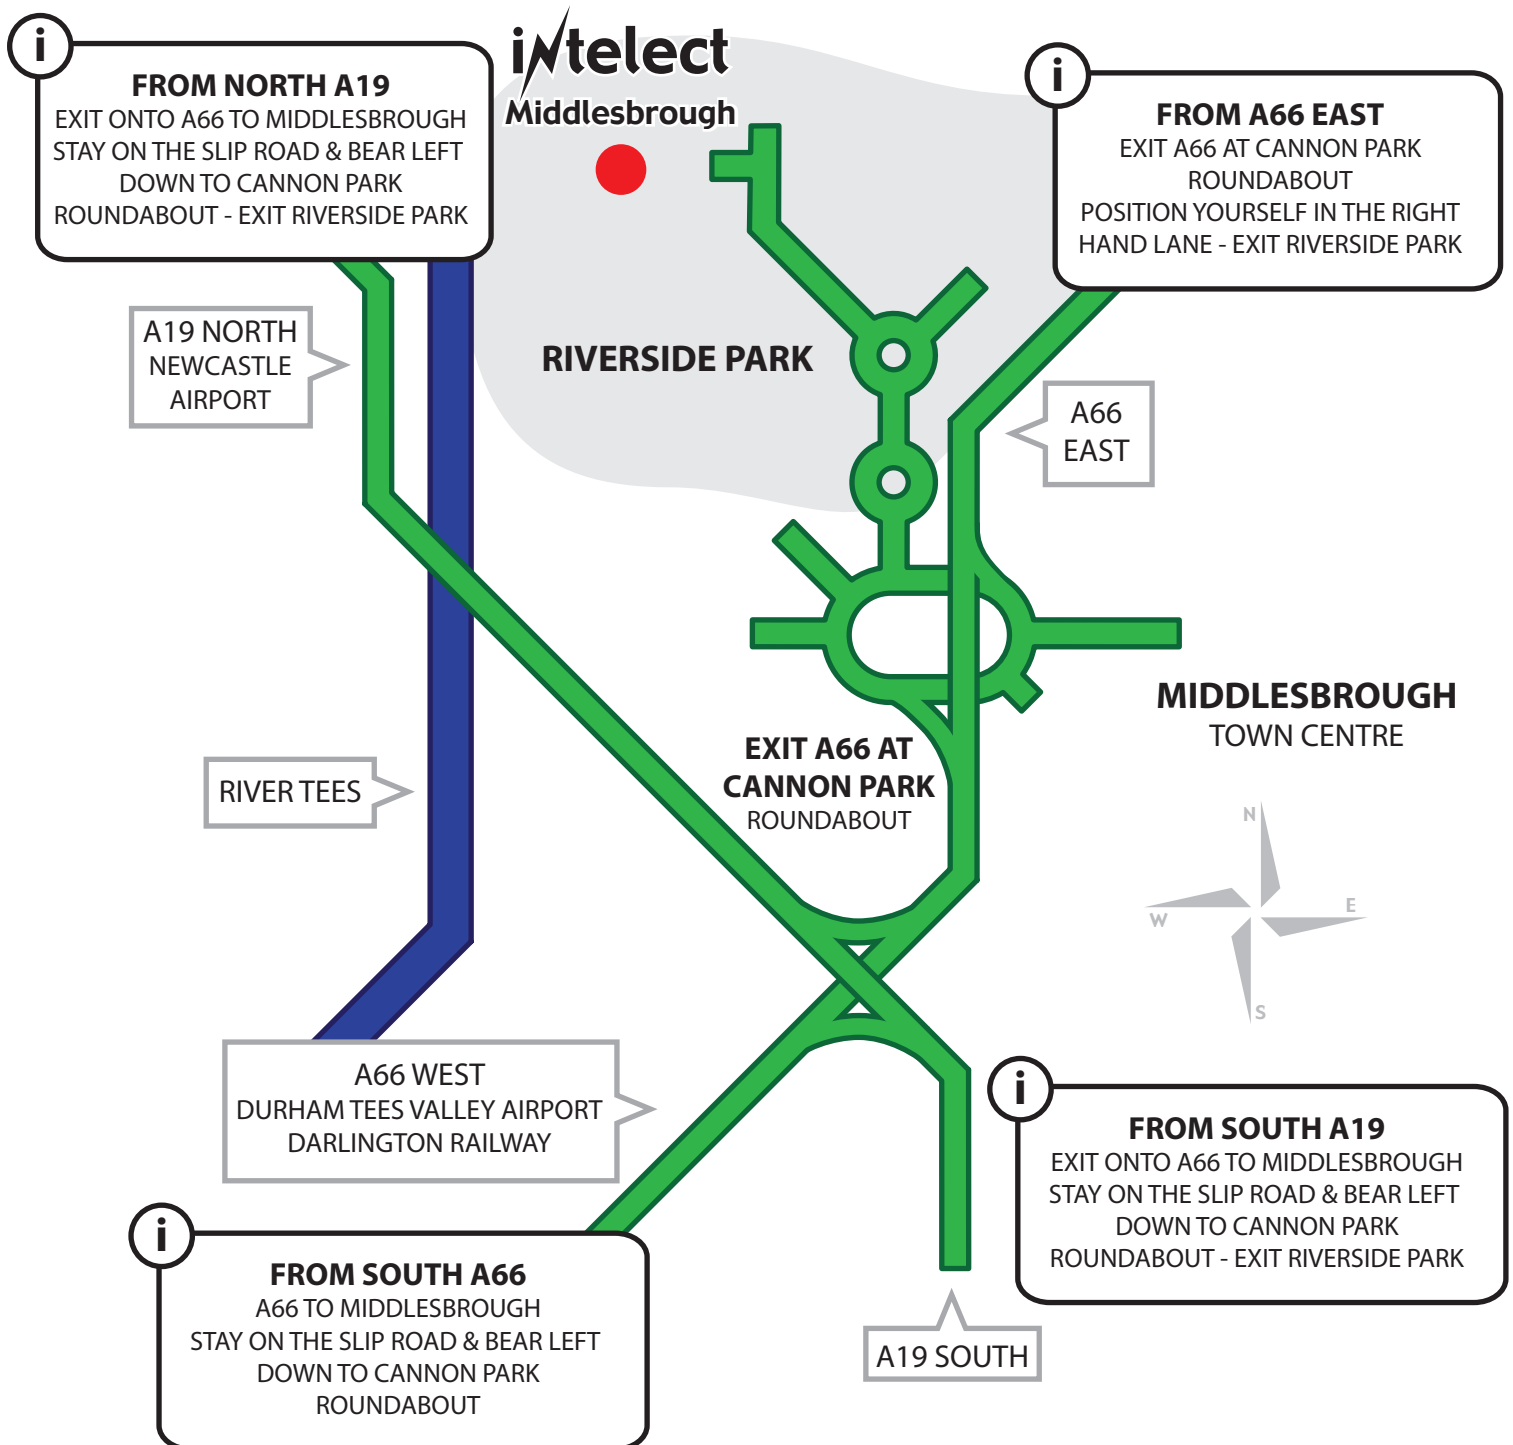 i
FROM NORTH A19
EXIT ONTO A66 TO MIDDLESBROUGH
STAY ON THE SLIP ROAD & BEAR LEFT
DOWN TO CANNON PARK
ROUNDABOUT - EXIT RIVERSIDE PARK
iNtelect
Middlesbrough
i
FROM A66 EAST
EXIT A66 AT CANNON PARK
ROUNDABOUT
POSITION YOURSELF IN THE RIGHT
HAND LANE - EXIT RIVERSIDE PARK
A19 NORTH
NEWCASTLE
AIRPORT
RIVERSIDE PARK
A66
EAST
MIDDLESBROUGH
TOWN CENTRE
RIVER TEES
EXIT A66 AT
CANNON PARK
ROUNDABOUT
N
E
W
S
A66 WEST
DURHAM TEES VALLEY AIRPORT
DARLINGTON RAILWAY
i
FROM SOUTH A19
EXIT ONTO A66 TO MIDDLESBROUGH
STAY ON THE SLIP ROAD & BEAR LEFT
DOWN TO CANNON PARK
ROUNDABOUT - EXIT RIVERSIDE PARK
i
FROM SOUTH A66
A66 TO MIDDLESBROUGH
STAY ON THE SLIP ROAD & BEAR LEFT
DOWN TO CANNON PARK
ROUNDABOUT
A19 SOUTH